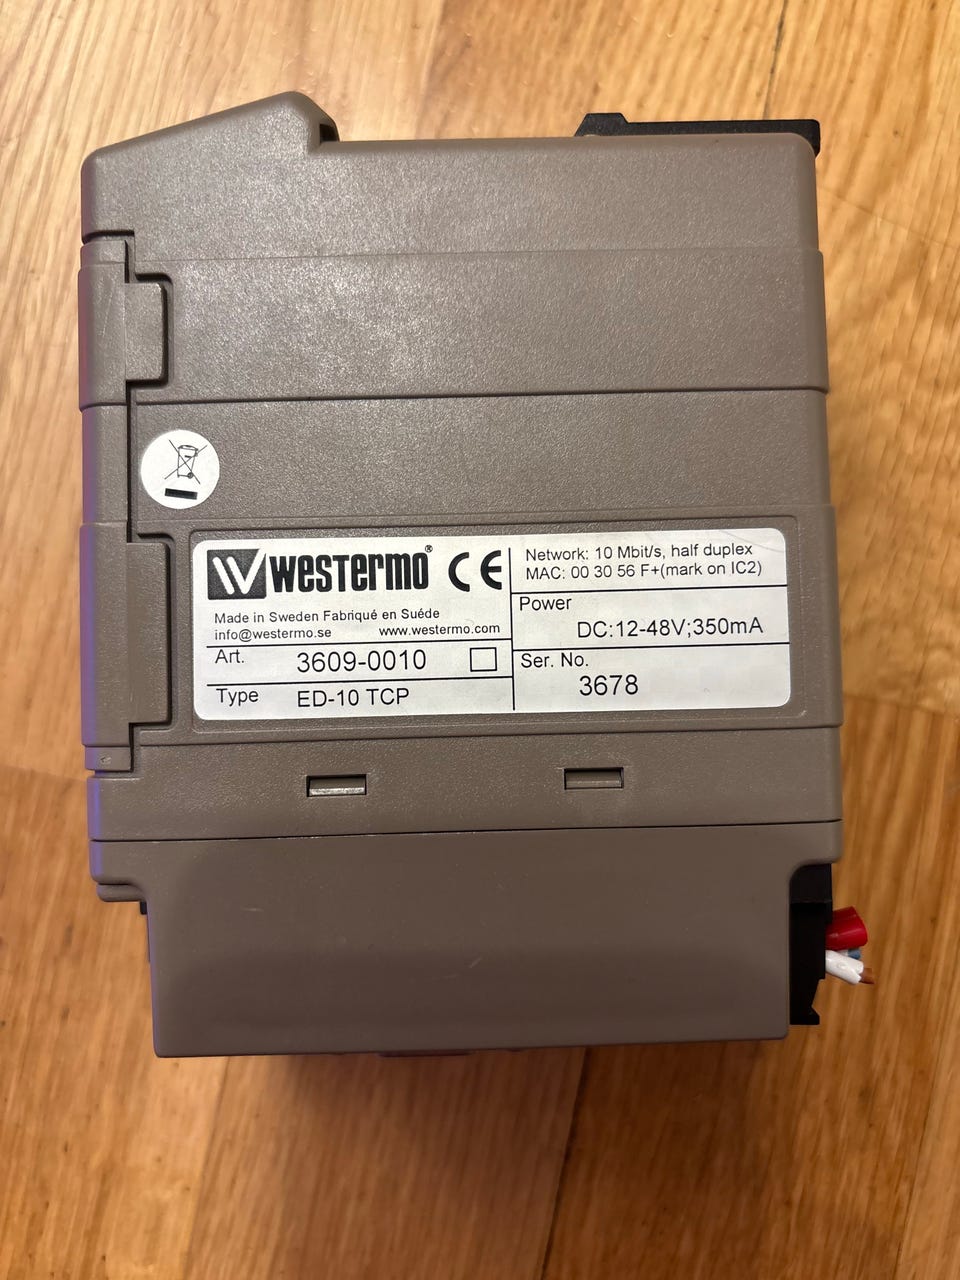 WESTERMO® CE
Made in Sweden Fabriqué en Suéde
info@westermo.se www.westermo.com
Art. 3609-0010
Type ED-10 TCP
Network: 10 Mbit/s, half duplex
MAC: 00 30 56 F+(mark on IC2)
Power
DC:12-48V;350mA
Ser. No.
3678